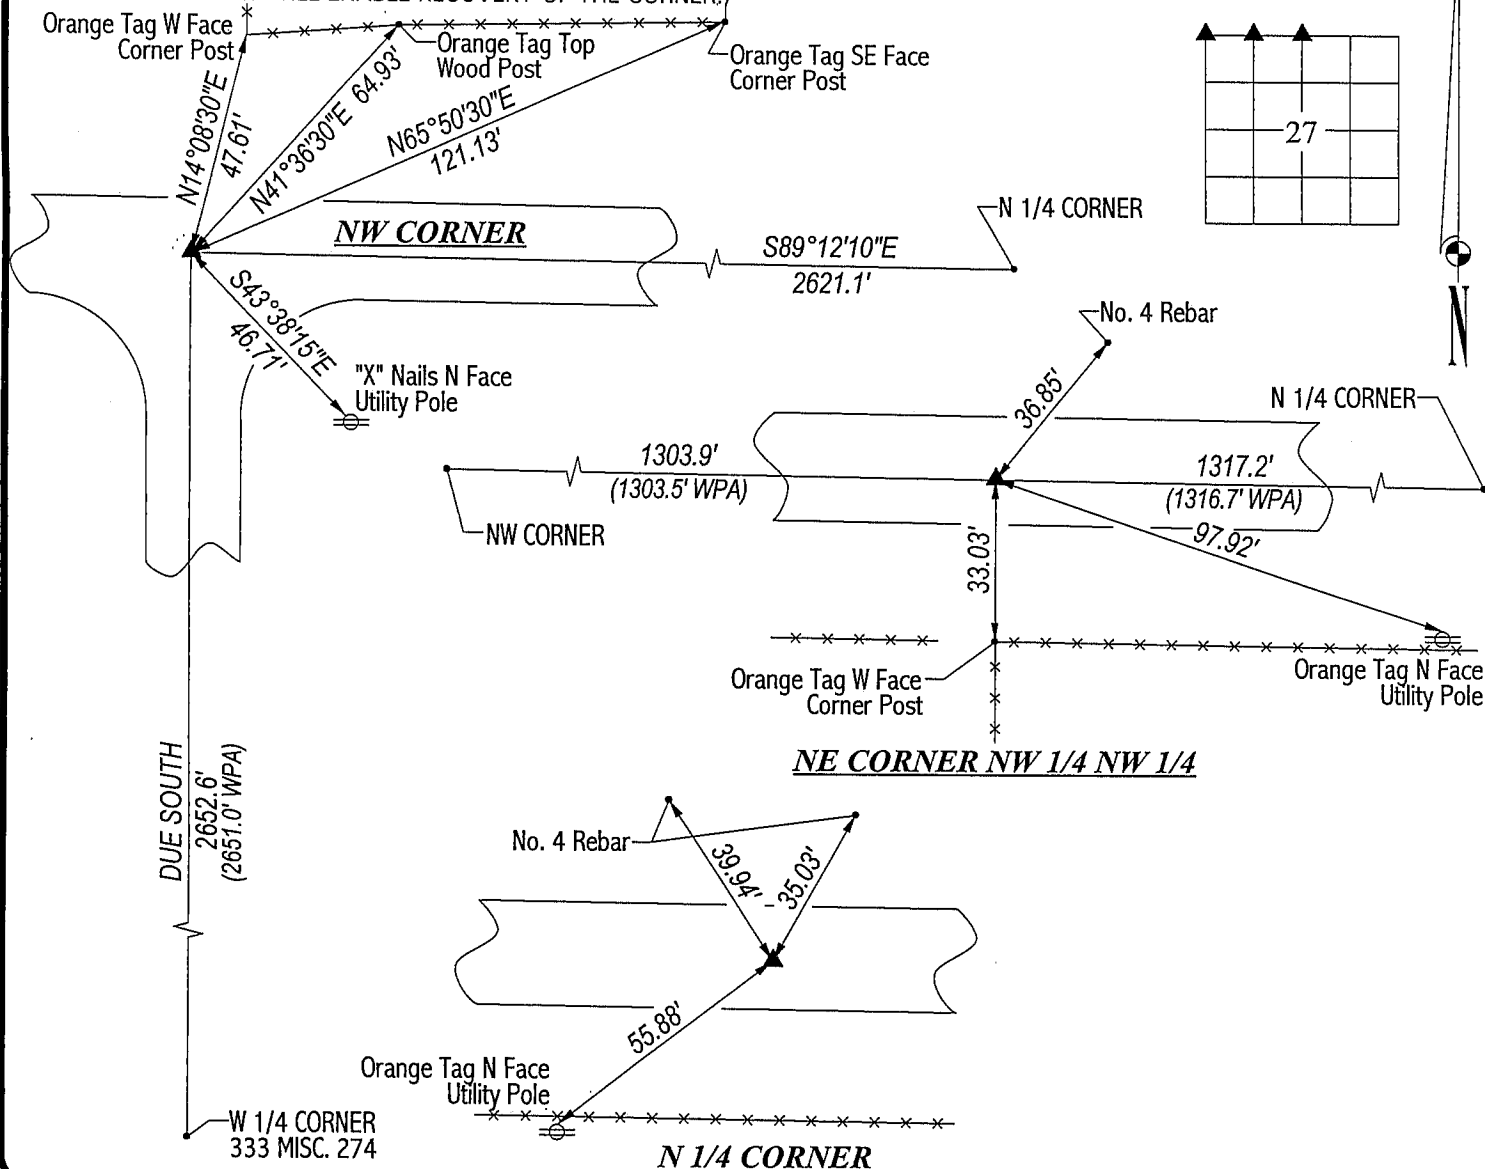 ENABLE RECOVERY OF THE CORNER.)
Orange Tag W Face
Corner Post
Orange Tag Top
Wood Post
Orange Tag SE Face
Corner Post
N14°08'30"E
47.61'
N41°36'30"E 64.93'
N65°50'30"E
121.13'
27
NW CORNER
N 1/4 CORNER
S89°12'10"E
2621.1'
N
S43°38'15"E
46.71'
"X" Nails N Face
Utility Pole
No. 4 Rebar
36.85'
N 1/4 CORNER
1303.9'
(1303.5' WPA)
1317.2'
(1316.7' WPA)
NW CORNER
33.03'
97.92'
Orange Tag W Face
Corner Post
Orange Tag N Face
Utility Pole
NE CORNER NW 1/4 NW 1/4
DUE SOUTH
2652.6'
(2651.0' WPA)
No. 4 Rebar
39.94'
35.03'
55.88'
Orange Tag N Face
Utility Pole
W 1/4 CORNER
333 MISC. 274
N 1/4 CORNER